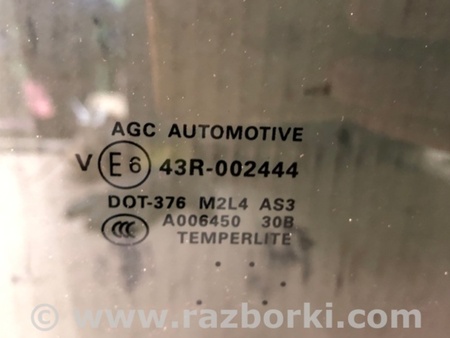 AGC AUTOMOTIVE
V E6 43R-002444
DOT-376 M2L4 AS3
CCC A006450 30B
TEMPERLITE
© www.razborki.com